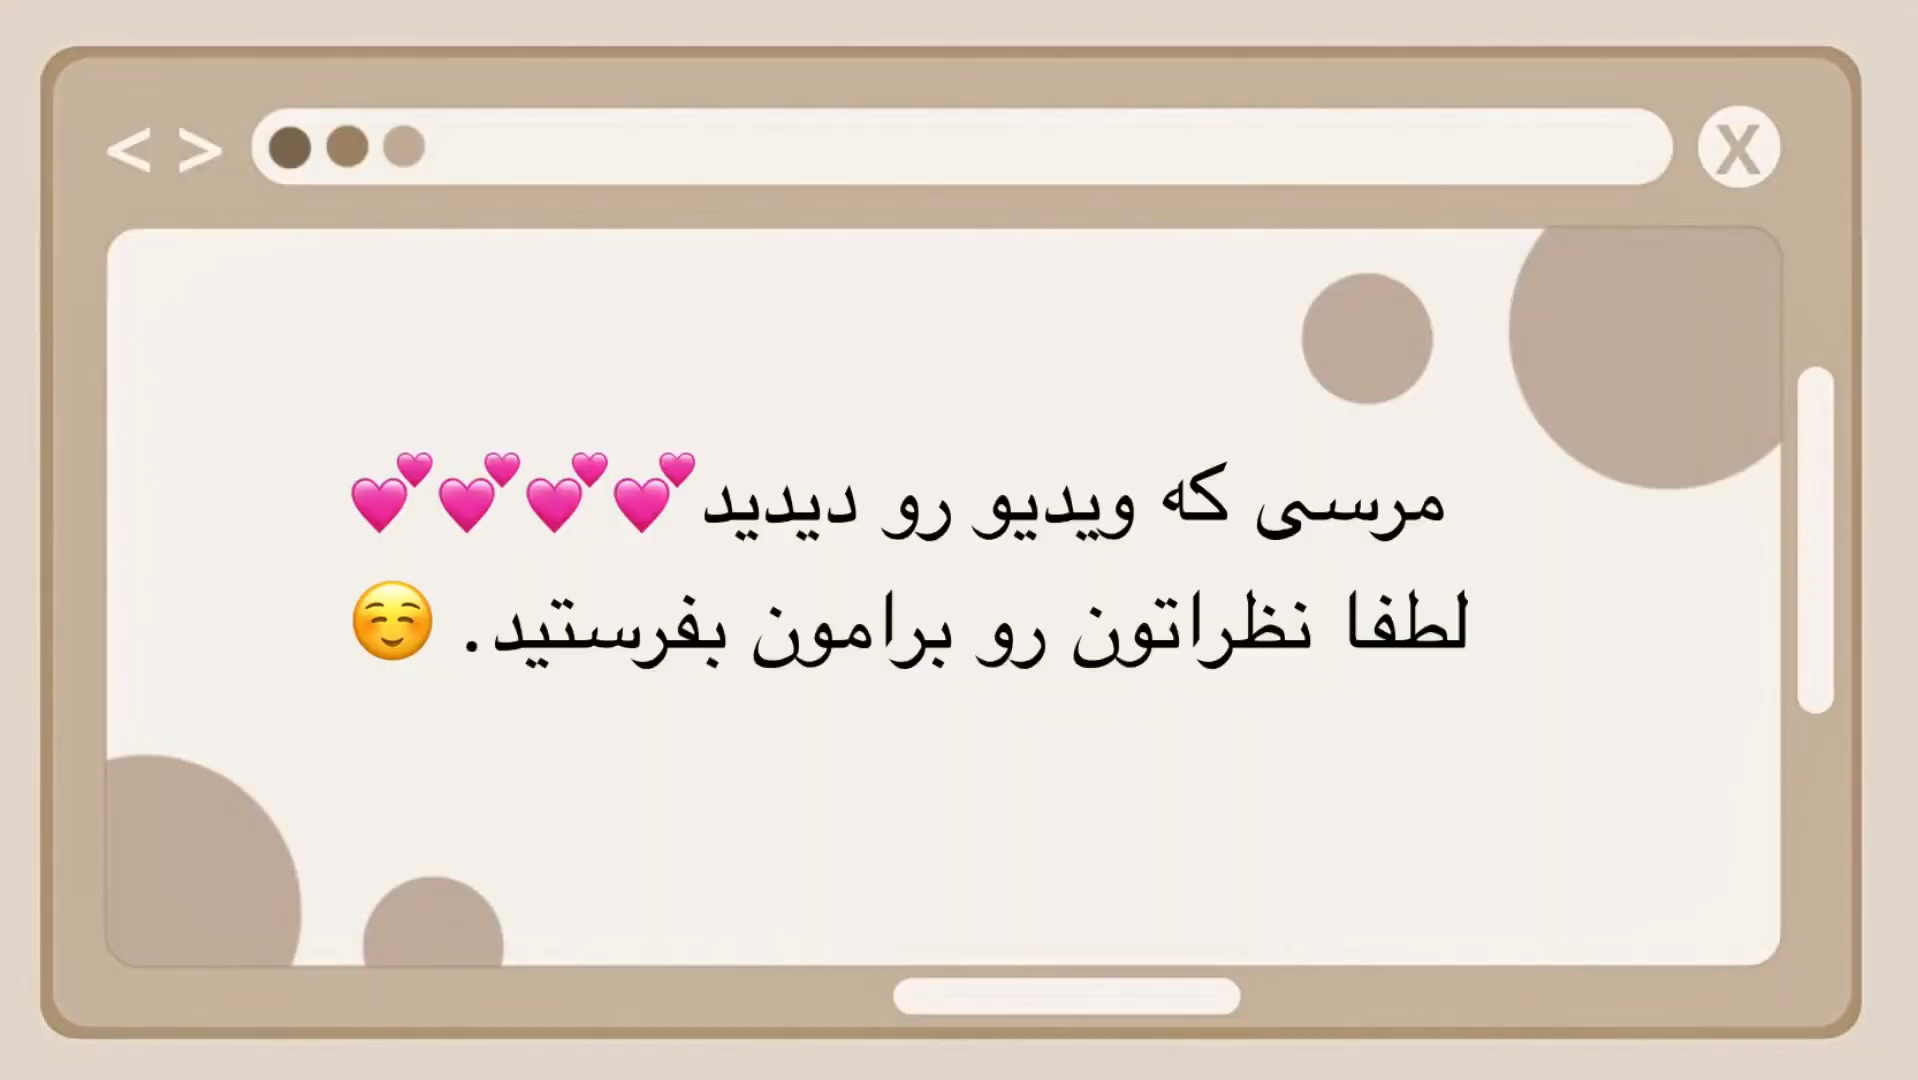 < > X
مرسی که ویدیو رو دیدید💕💕💕💕
لطفا نظراتون رو برامون بفرستید. ☺️